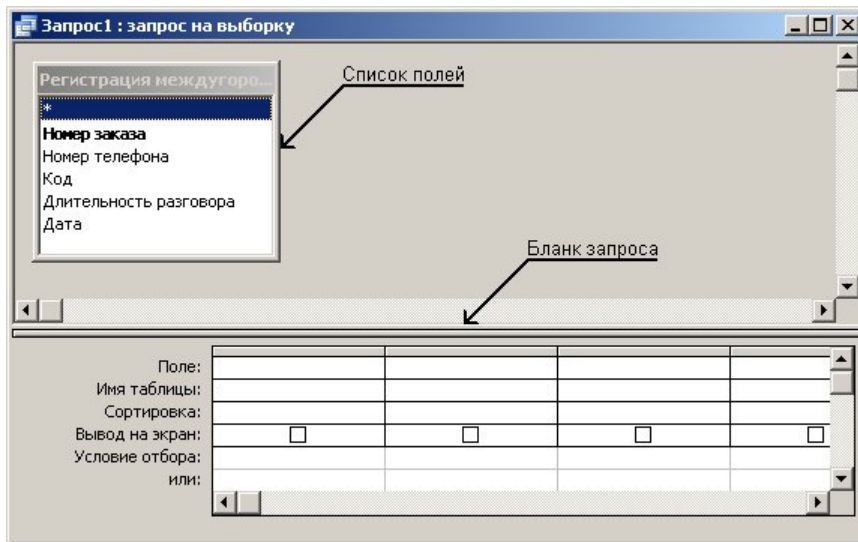 Запрос1 : запрос на выборку
Регистрация междугоро...
Список полей
*
Номер заказа
Номер телефона
Код
Длительность разговора
Дата
Бланк запроса
Поле:
Имя таблицы:
Сортировка:
Вывод на экран:
Условие отбора:
или: